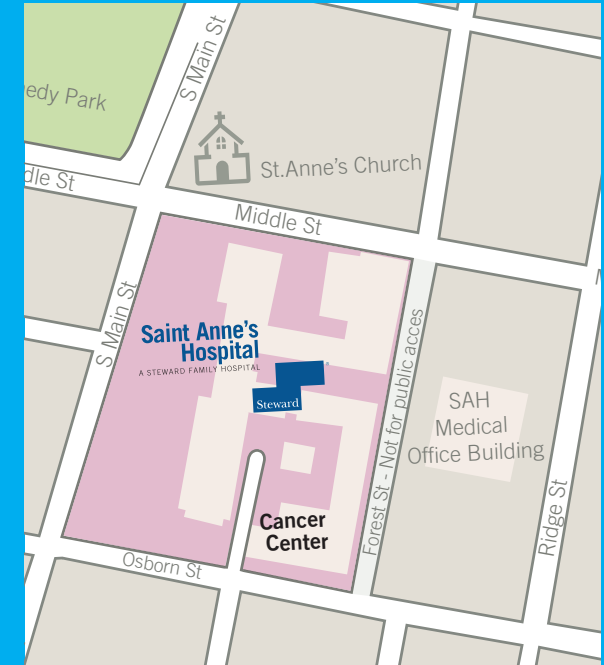 S Main St
edy Park
St.Anne's Church
dle St
Middle St
S Main St
Saint Anne's
Hospital
A STEWARD FAMILY HOSPITAL
Steward
Forest St - Not for public acces
SAH
Medical
Office Building
Cancer
Center
Ridge St
Osborn St